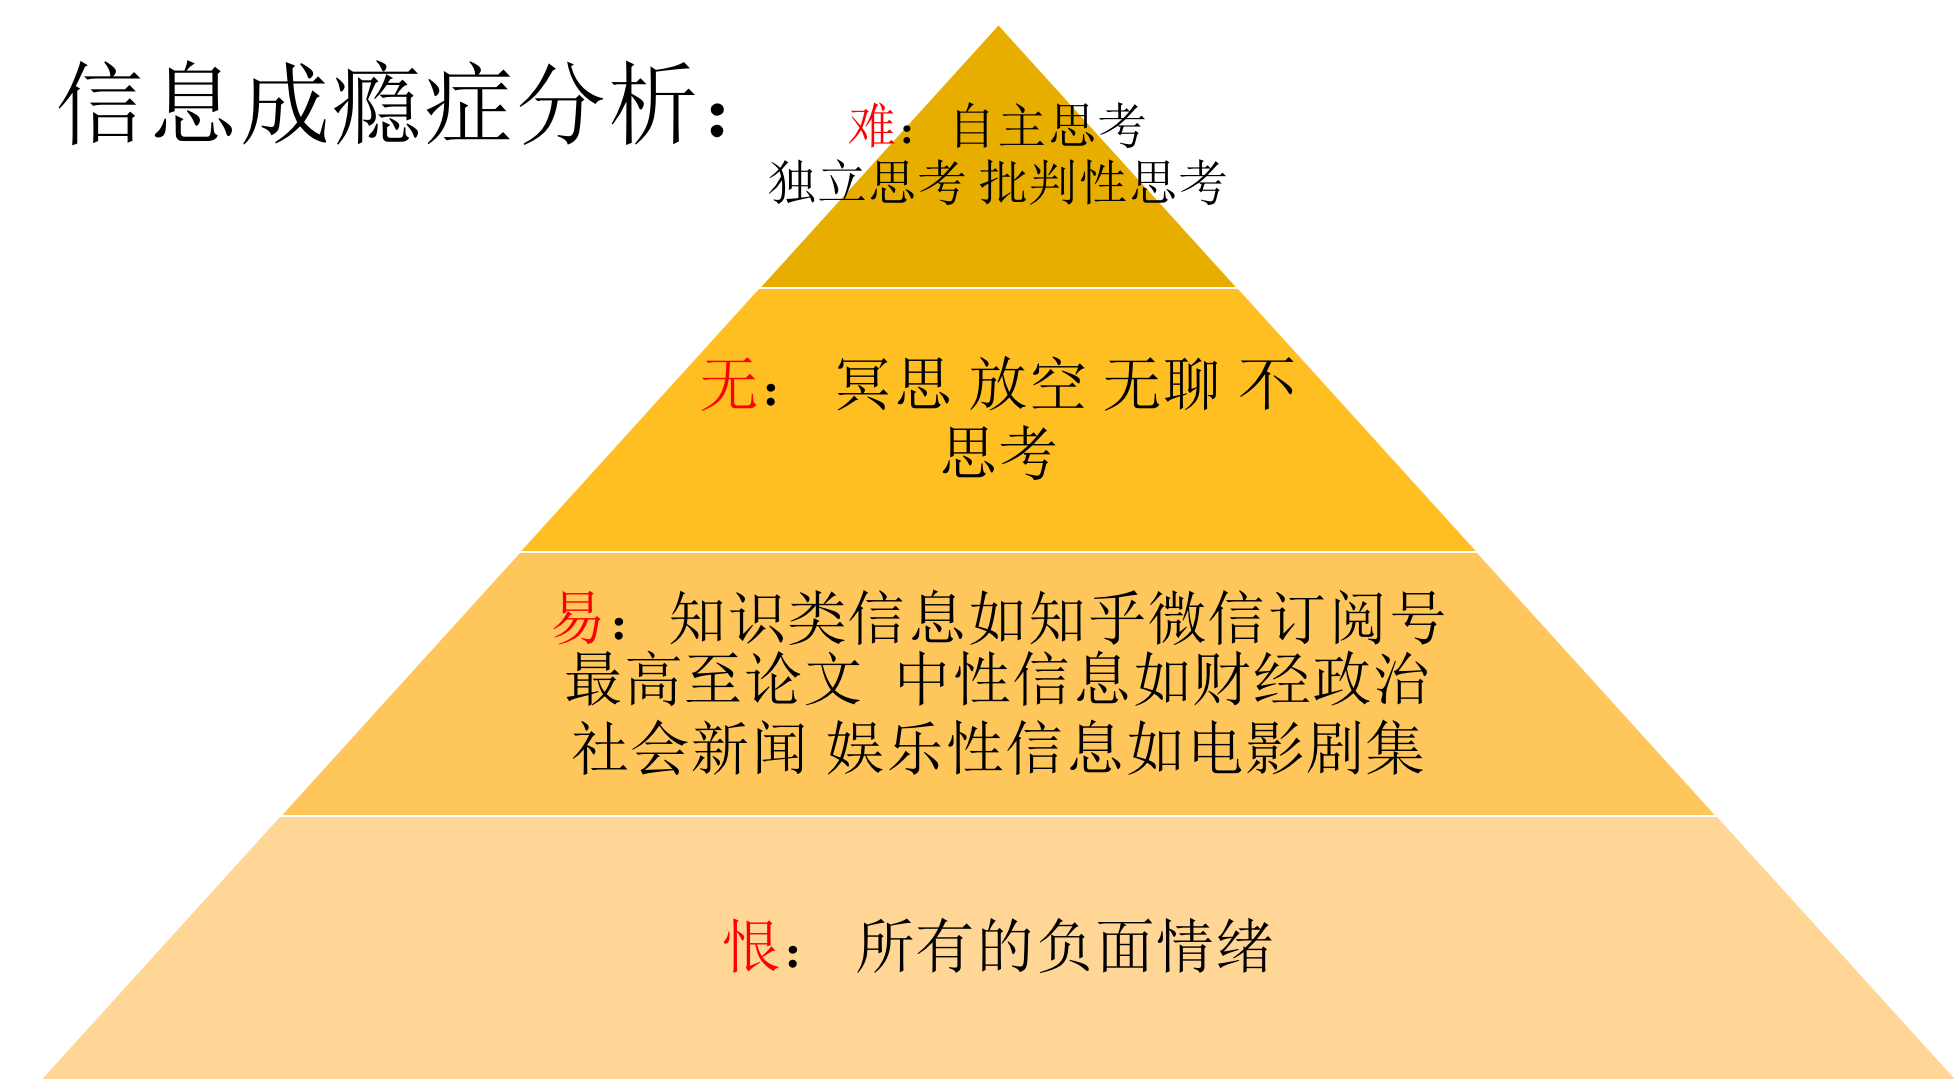 信息成瘾症分析：
难：自主思考
独立思考 批判性思考
无： 冥思 放空 无聊 不
思考
易：知识类信息如知乎微信订阅号
最高至论文 中性信息如财经政治
社会新闻 娱乐性信息如电影剧集
恨： 所有的负面情绪